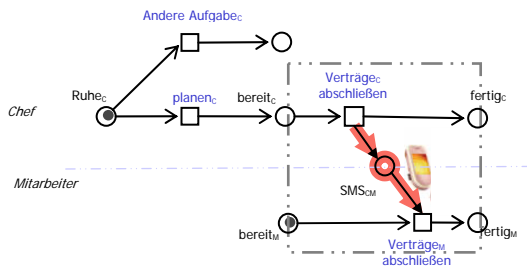 Andere Aufgabe_C
Ruhe_C
planen_C
bereit_C
Verträge_C
abschließen
fertig_C
Chef
Mitarbeiter
SMS_CM
bereit_M
fertig_M
Verträge_M
abschließen